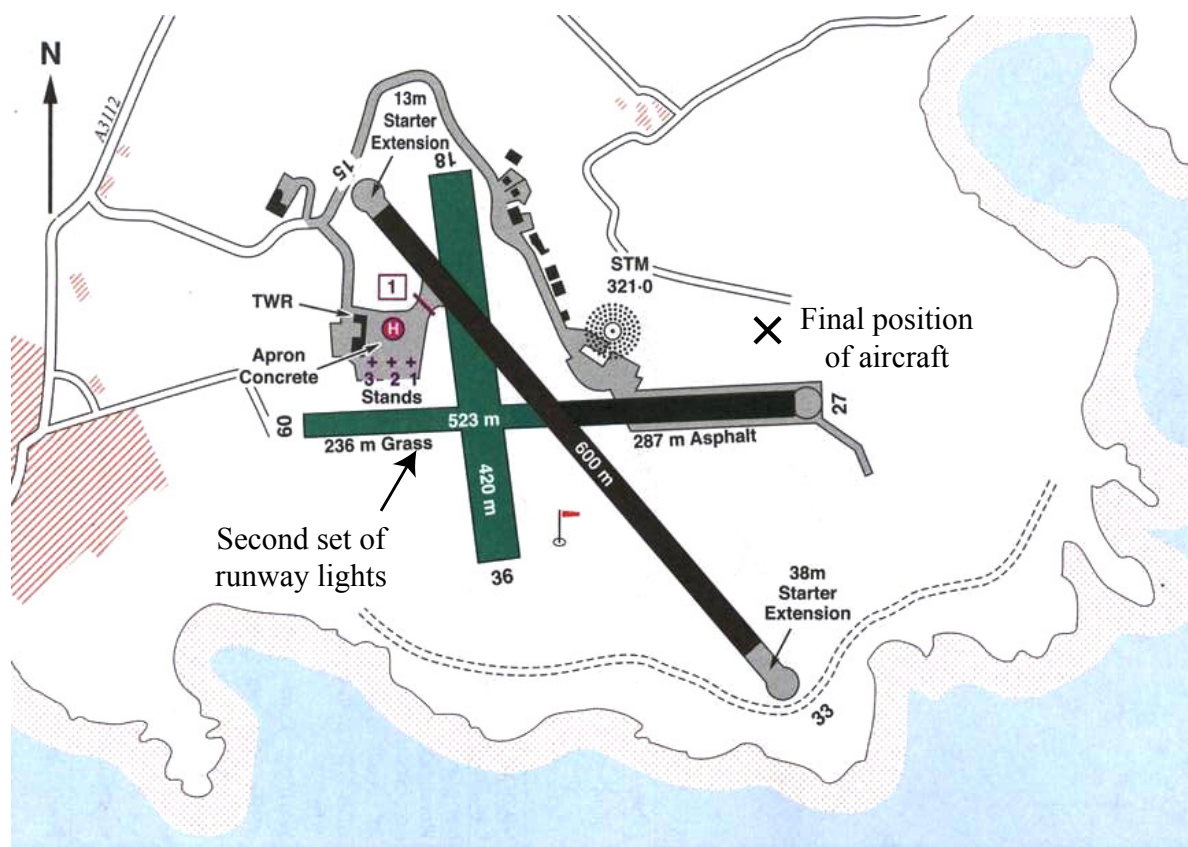 N
A3112
13m
Starter
Extension
15
18
1
TWR
H
Apron
Concrete
3 2 1
Stands
STM
321·0
Final position
of aircraft
09
523 m
27
236 m Grass
287 m Asphalt
600 m
420 m
Second set of
runway lights
36
38m
Starter
Extension
33